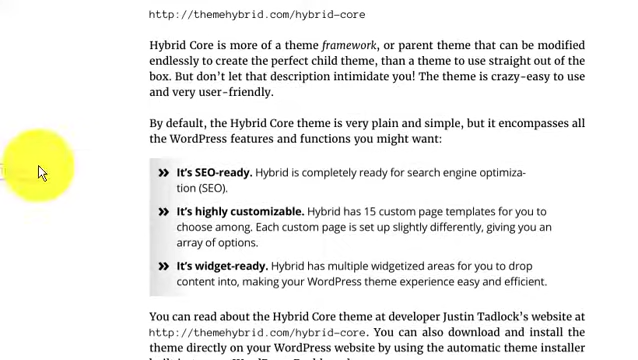 http://themehybrid.com/hybrid-core
Hybrid Core is more of a theme framework, or parent theme that can be modified
endlessly to create the perfect child theme, than a theme to use straight out of the
box. But don’t let that description intimidate you! The theme is crazy-easy to use
and very user-friendly.
By default, the Hybrid Core theme is very plain and simple, but it encompasses all
the WordPress features and functions you might want:
» It’s SEO-ready. Hybrid is completely ready for search engine optimiza-
tion (SEO).
» It’s highly customizable. Hybrid has 15 custom page templates for you to
choose among. Each custom page is set up slightly differently, giving you an
array of options.
» It’s widget-ready. Hybrid has multiple widgetized areas for you to drop
content into, making your WordPress theme experience easy and efficient.
You can read about the Hybrid Core theme at developer Justin Tadlock’s website at
http://themehybrid.com/hybrid-core. You can also download and install the
theme directly on your WordPress website by using the automatic theme installer